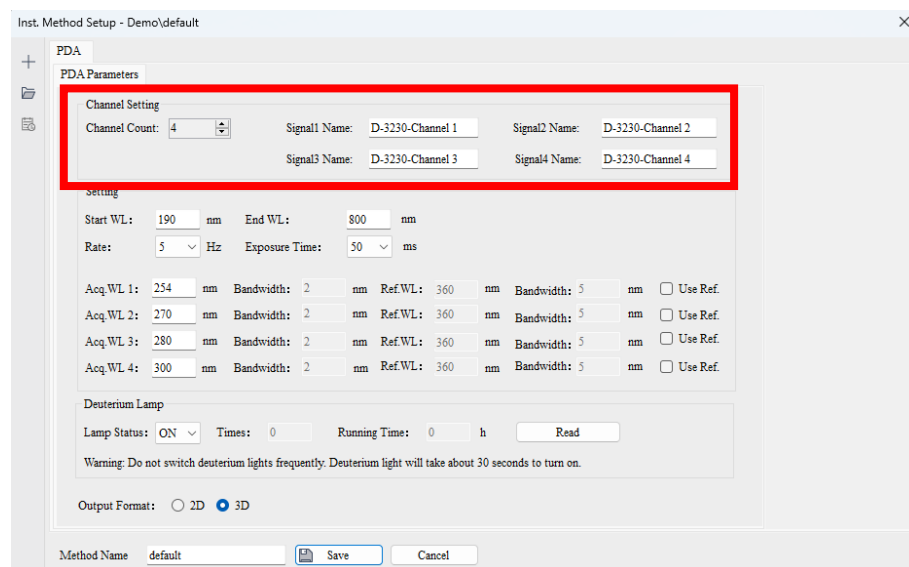 Inst. Method Setup - Demo\default
PDA
PDA Parameters
Channel Setting
Channel Count: 4 Signal1 Name: D-3230-Channel 1 Signal2 Name: D-3230-Channel 2
Signal3 Name: D-3230-Channel 3 Signal4 Name: D-3230-Channel 4
Setting
Start WL: 190 nm End WL: 800 nm
Rate: 5 Hz Exposure Time: 50 ms
Acq.WL 1: 254 nm Bandwidth: 2 nm Ref.WL: 360 nm Bandwidth: 5 nm Use Ref.
Acq.WL 2: 270 nm Bandwidth: 2 nm Ref.WL: 360 nm Bandwidth: 5 nm Use Ref.
Acq.WL 3: 280 nm Bandwidth: 2 nm Ref.WL: 360 nm Bandwidth: 5 nm Use Ref.
Acq.WL 4: 300 nm Bandwidth: 2 nm Ref.WL: 360 nm Bandwidth: 5 nm Use Ref.
Deuterium Lamp
Lamp Status: ON Times: 0 Running Time: 0 h Read
Warning: Do not switch deuterium lights frequently. Deuterium light will take about 30 seconds to turn on.
Output Format: 2D 3D
Method Name default Save Cancel